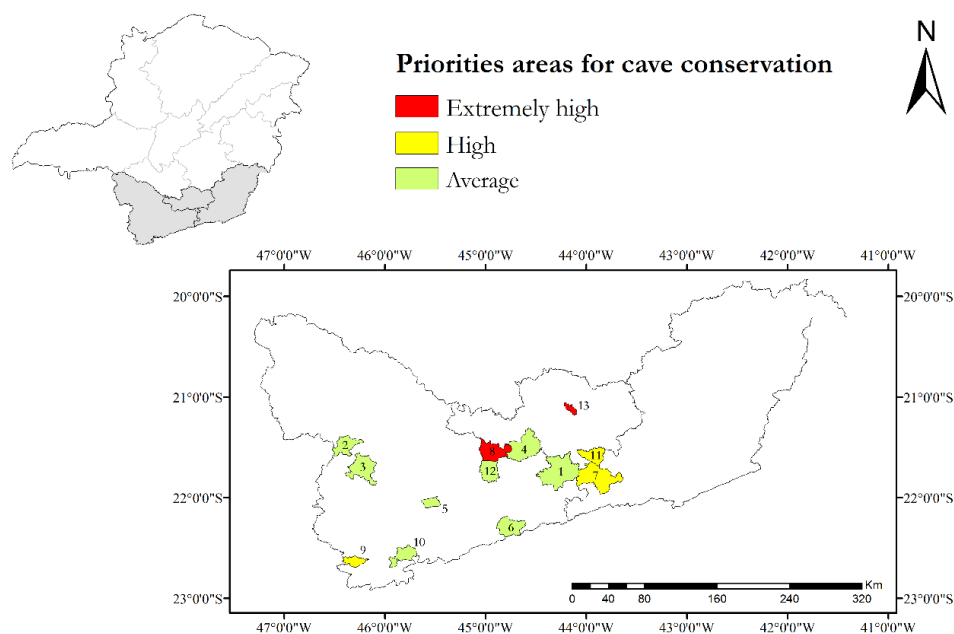 N
Priorities areas for cave conservation
Extremely high
High
Average
47°0'0"W 46°0'0"W 45°0'0"W 44°0'0"W 43°0'0"W 42°0'0"W 41°0'0"W
20°0'0"S 20°0'0"S
21°0'0"S 21°0'0"S
13
2 8 4 11
3 12 1 7
22°0'0"S 22°0'0"S
5
6
9 10
Km
0 20 40 80 160 240 320
23°0'0"S 23°0'0"S
47°0'0"W 46°0'0"W 45°0'0"W 44°0'0"W 43°0'0"W 42°0'0"W 41°0'0"W